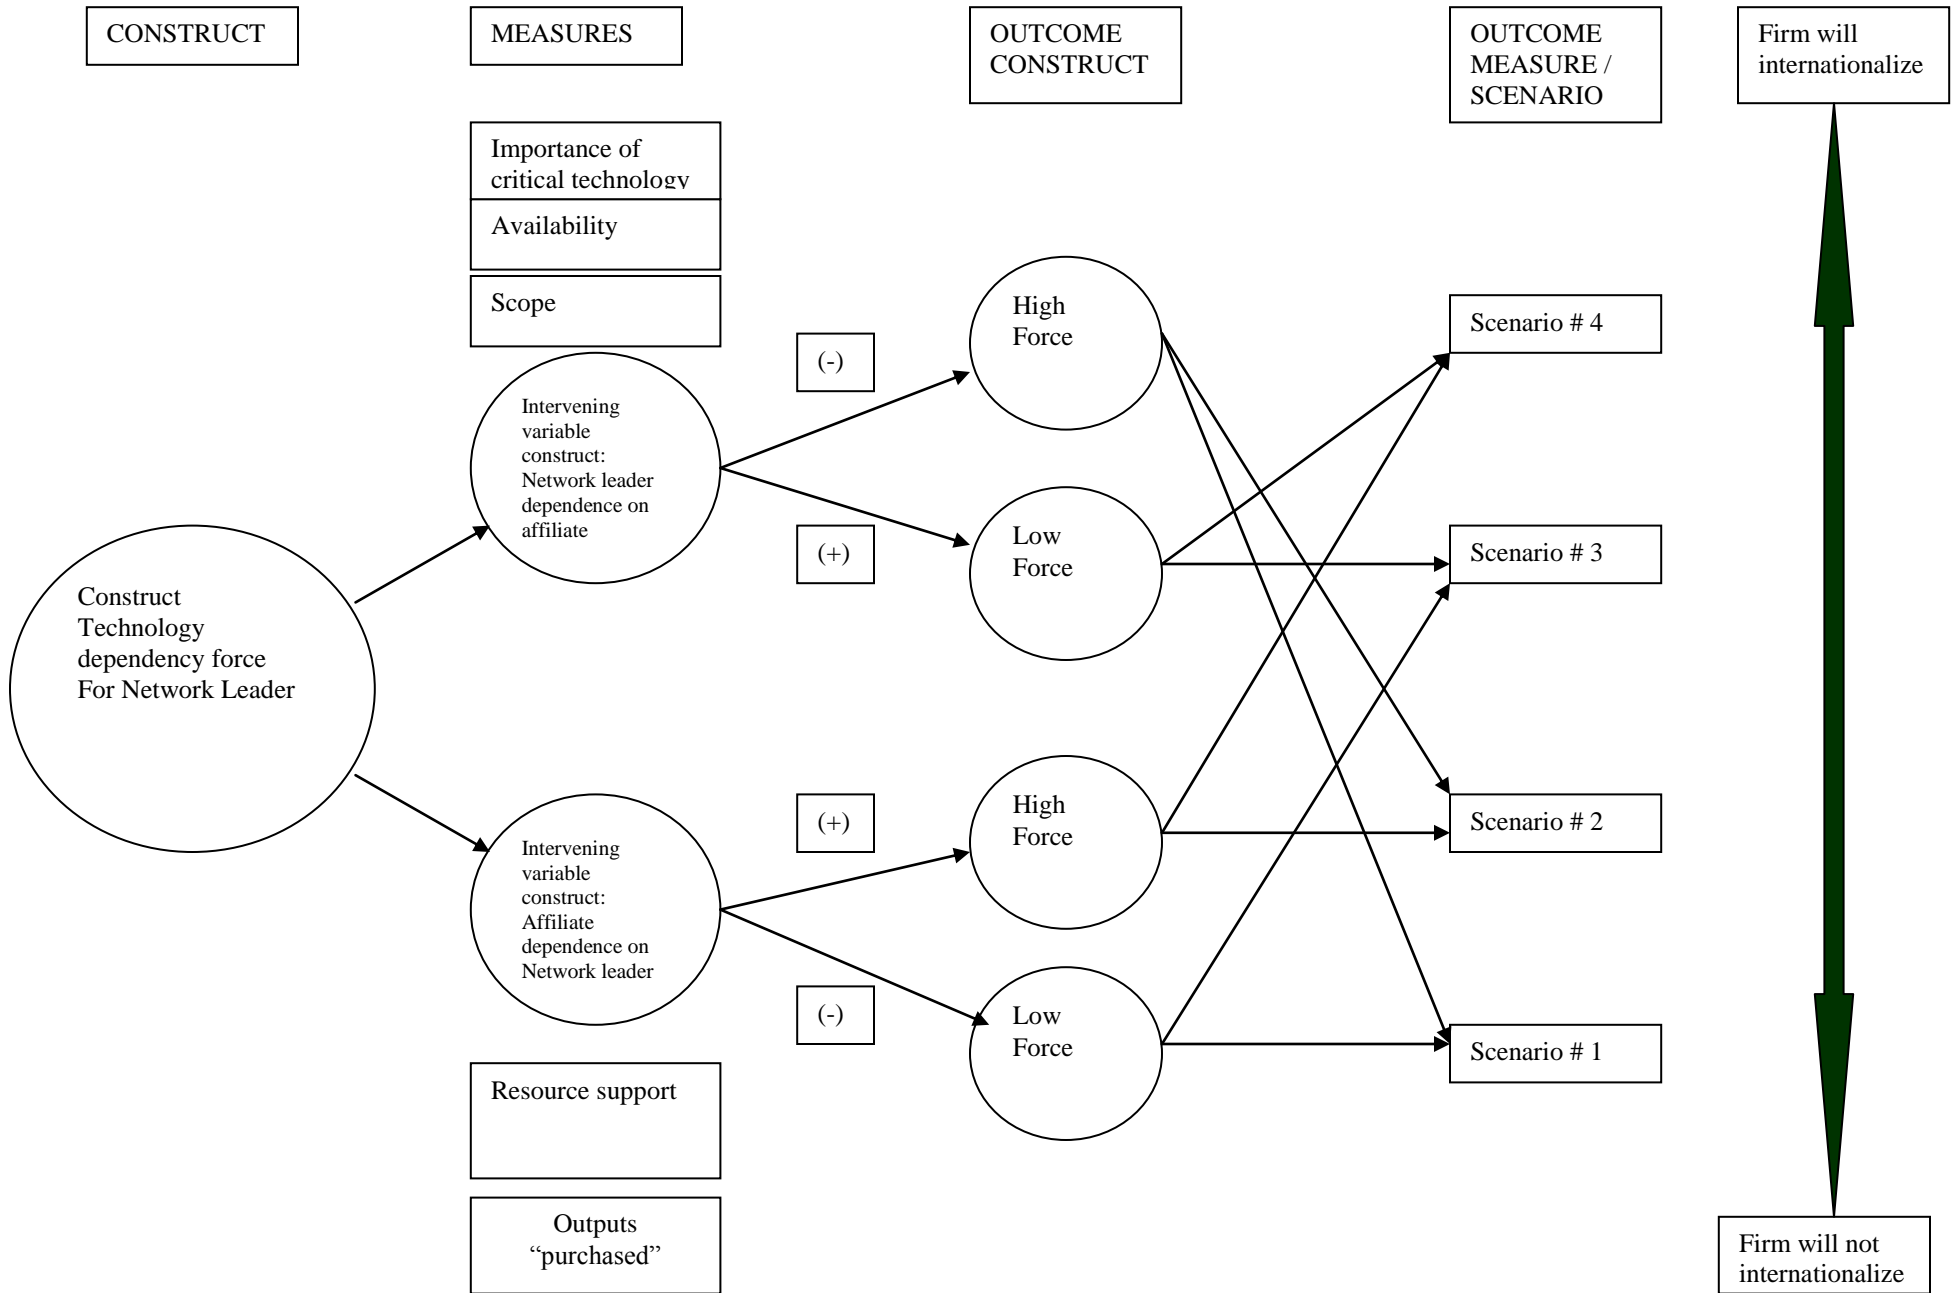 CONSTRUCT
MEASURES
OUTCOME
CONSTRUCT
OUTCOME
MEASURE /
SCENARIO
Firm will
internationalize
Importance of
critical technology
Availability
Scope
(-)
High
Force
Scenario # 4
Intervening
variable
construct:
Network leader
dependence on
affiliate
(+)
Low
Force
Scenario # 3
Construct
Technology
dependency force
For Network Leader
(+)
High
Force
Scenario # 2
Intervening
variable
construct:
Affiliate
dependence on
Network leader
(-)
Low
Force
Scenario # 1
Resource support
Outputs
“purchased”
Firm will not
internationalize